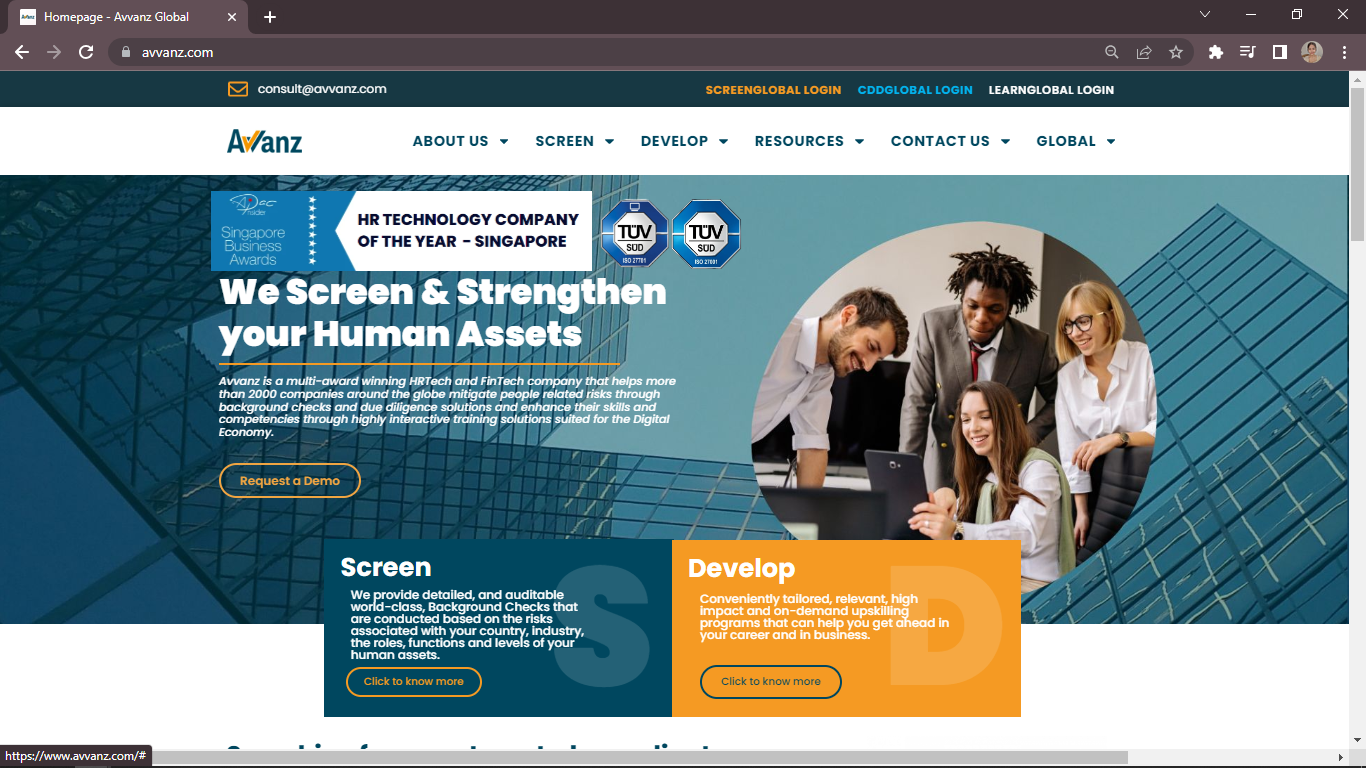 Homepage - Avvanz Global
avvanz.com
consult@avvanz.com
SCREENGLOBAL LOGIN
CDDGLOBAL LOGIN
LEARNGLOBAL LOGIN
Avvanz
ABOUT US
SCREEN
DEVELOP
RESOURCES
CONTACT US
GLOBAL
APAC
Insider
Singapore
Business
Awards
HR TECHNOLOGY COMPANY
OF THE YEAR - SINGAPORE
TÜV
SÜD
ISO 27701
TÜV
SÜD
ISO 27001
We Screen & Strengthen
your Human Assets
Avvanz is a multi-award winning HRTech and FinTech company that helps more
than 2000 companies around the globe mitigate people related risks through
background checks and due diligence solutions and enhance their skills and
competencies through highly interactive training solutions suited for the Digital
Economy.
Request a Demo
S
Screen
We provide detailed, and auditable
world-class, Background Checks that
are conducted based on the risks
associated with your country, industry,
the roles, functions and levels of your
human assets.
Click to know more
D
Develop
Conveniently tailored, relevant, high
impact and on-demand upskilling
programs that can help you get ahead in
your career and in business.
Click to know more
https://www.avvanz.com/#